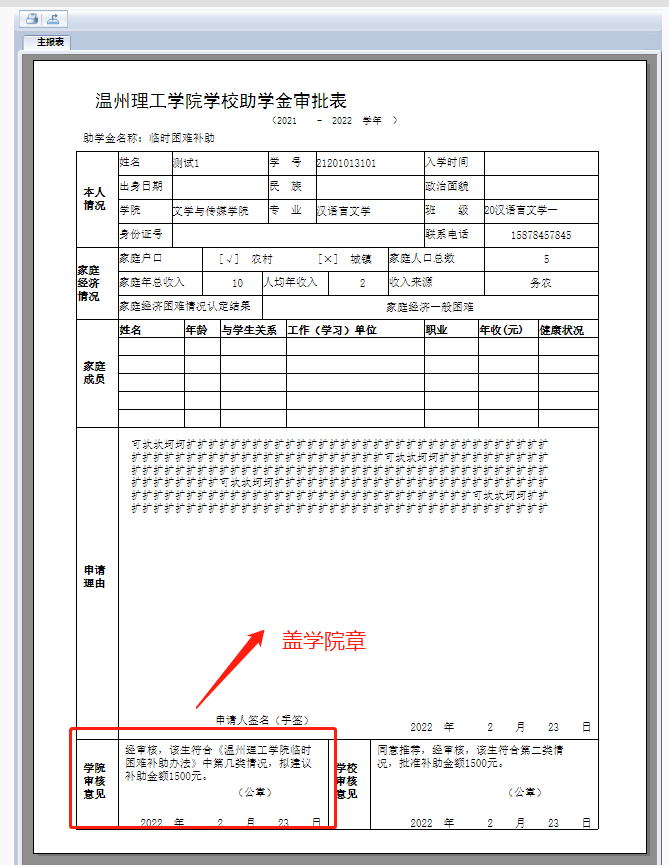 主报表
温州理工学院学校助学金审批表
(2021 - 2022 学年 )
助学金名称: 临时困难补助
本人情况 姓名 测试1 学 号 21201013101 入学时间
出身日期 民 族 政治面貌
学院 文学与传媒学院 专 业 汉语言文学 班 级 20汉语言文学一
身份证号 联系电话 15878457845
家庭经济情况 家庭户口 [√] 农村 [×] 城镇 家庭人口总数 5
家庭年总收入 10 人均年收入 2 收入来源 务农
家庭经济困难情况认定结果 家庭经济一般困难
家庭成员 姓名 年龄 与学生关系 工作（学习）单位 职业 年收(元) 健康状况
申请理由
盖学院章
申请人签名（手签）
2022 年 2 月 23 日
学院审核意见
经审核，该生符合《温州理工学院临时
困难补助办法》中第几类情况，拟建议
补助金额1500元。
（公章）
2022 年 2 月 23 日
学校审核意见
同意推荐，经审核，该生符合第二类情
况，批准补助金额1500元。
（公章）
2022 年 2 月 23 日